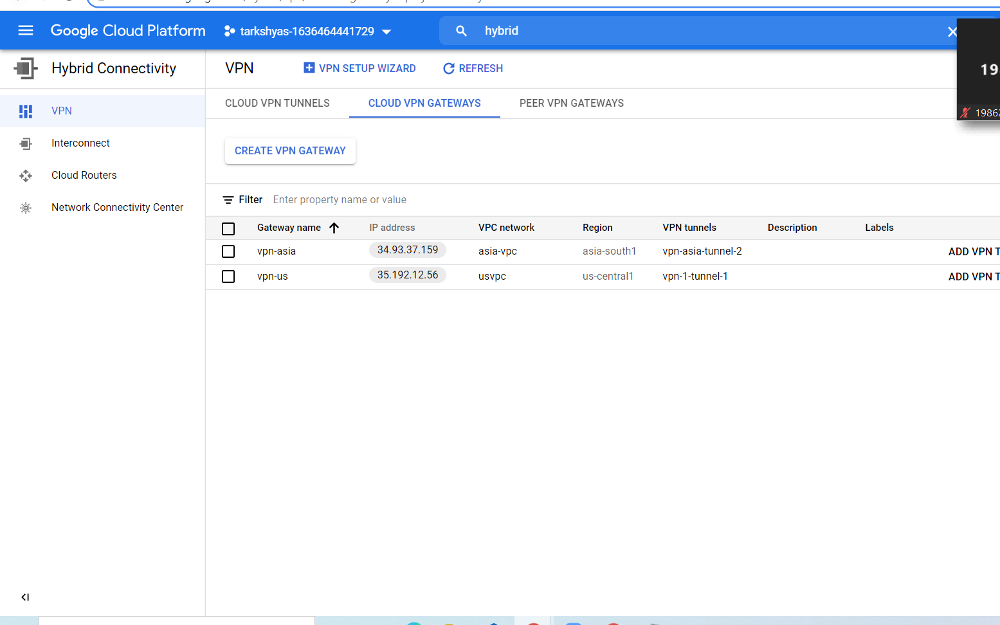 Google Cloud Platform tarkshyas-1636464441729 hybrid
Hybrid Connectivity
VPN VPN SETUP WIZARD REFRESH
19
19862
VPN
Interconnect
Cloud Routers
Network Connectivity Center
CLOUD VPN TUNNELS CLOUD VPN GATEWAYS PEER VPN GATEWAYS
CREATE VPN GATEWAY
Filter Enter property name or value
Gateway name IP address VPC network Region VPN tunnels Description Labels
vpn-asia 34.93.37.159 asia-vpc asia-south1 vpn-asia-tunnel-2 ADD VPN T
vpn-us 35.192.12.56 usvpc us-central1 vpn-1-tunnel-1 ADD VPN T